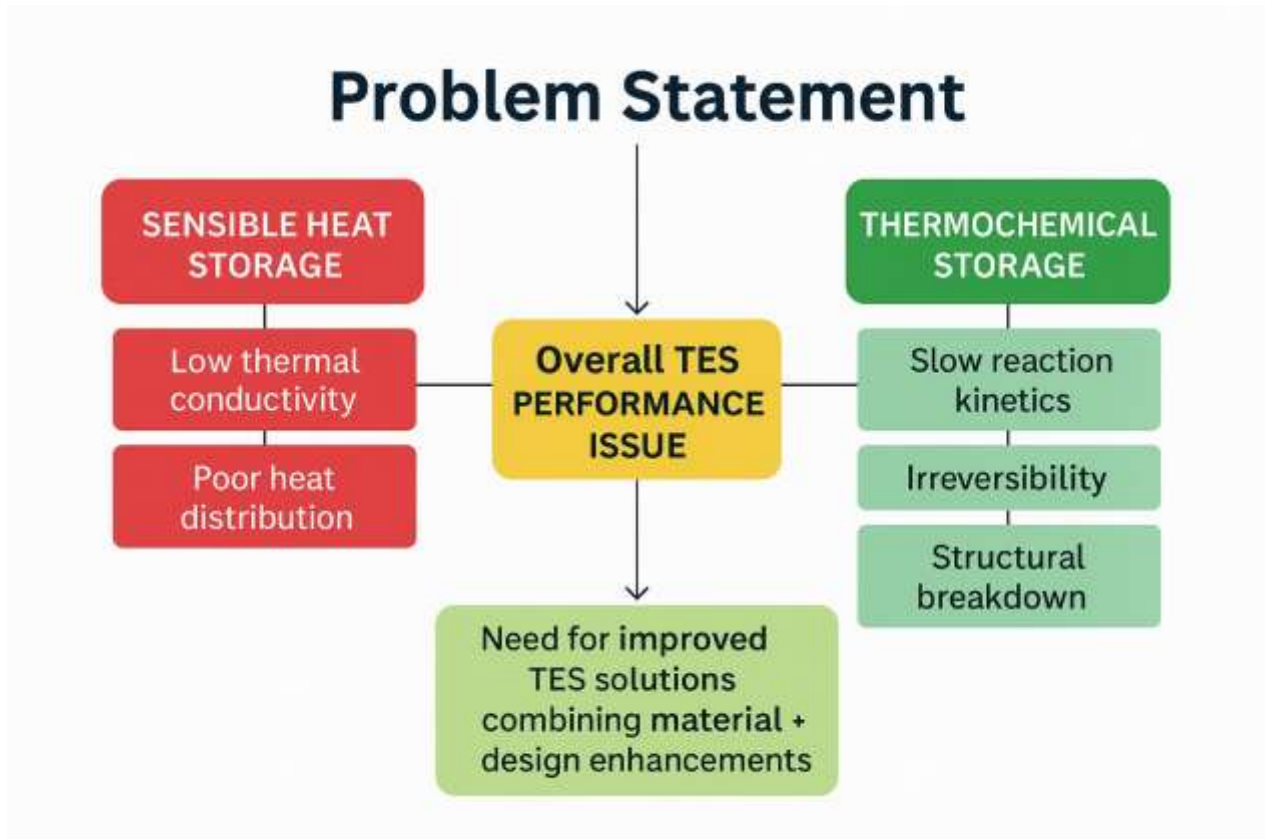 Problem Statement
SENSIBLE HEAT
STORAGE
Low thermal
conductivity
Poor heat
distribution
Overall TES
PERFORMANCE
ISSUE
THERMOCHEMICAL
STORAGE
Slow reaction
kinetics
Irreversibility
Structural
breakdown
Need for improved
TES solutions
combining material +
design enhancements